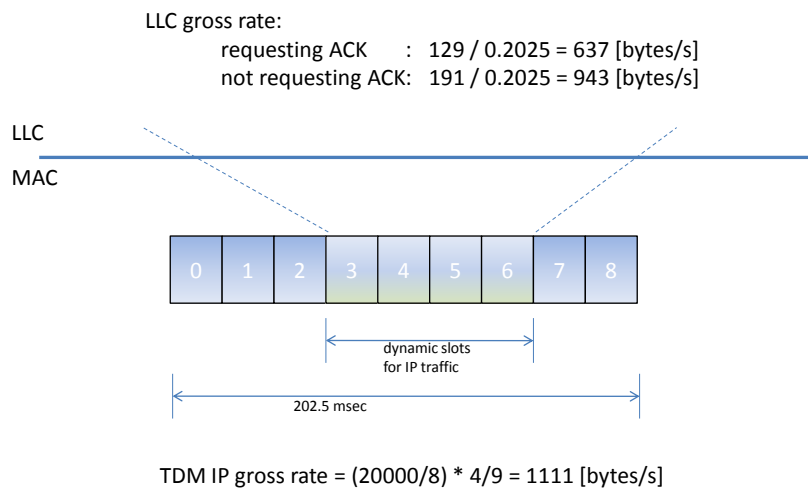 LLC gross rate:
requesting ACK : 129 / 0.2025 = 637 [bytes/s]
not requesting ACK: 191 / 0.2025 = 943 [bytes/s]
LLC
MAC
0 1 2 3 4 5 6 7 8
dynamic slots
for IP traffic
202.5 msec
TDM IP gross rate = (20000/8) * 4/9 = 1111 [bytes/s]